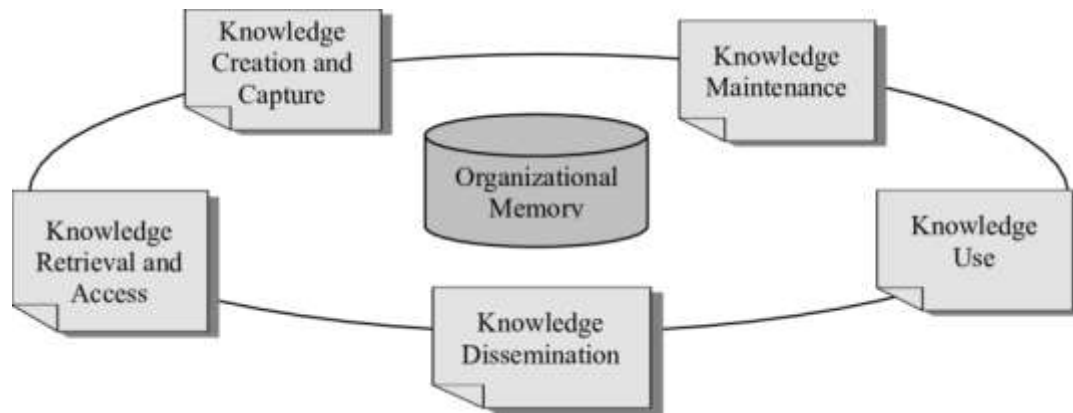 Knowledge
Creation and
Capture
Knowledge
Maintenance
Organizational
Memory
Knowledge
Retrieval and
Access
Knowledge
Use
Knowledge
Dissemination